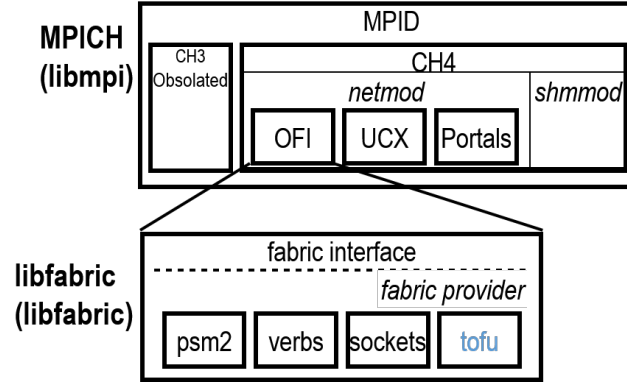 MPICH
(libmpi)
MPID
CH3
Obsolated
CH4
netmod
shmmod
OFI
UCX
Portals
libfabric
(libfabric)
fabric interface
fabric provider
psm2
verbs
sockets
tofu